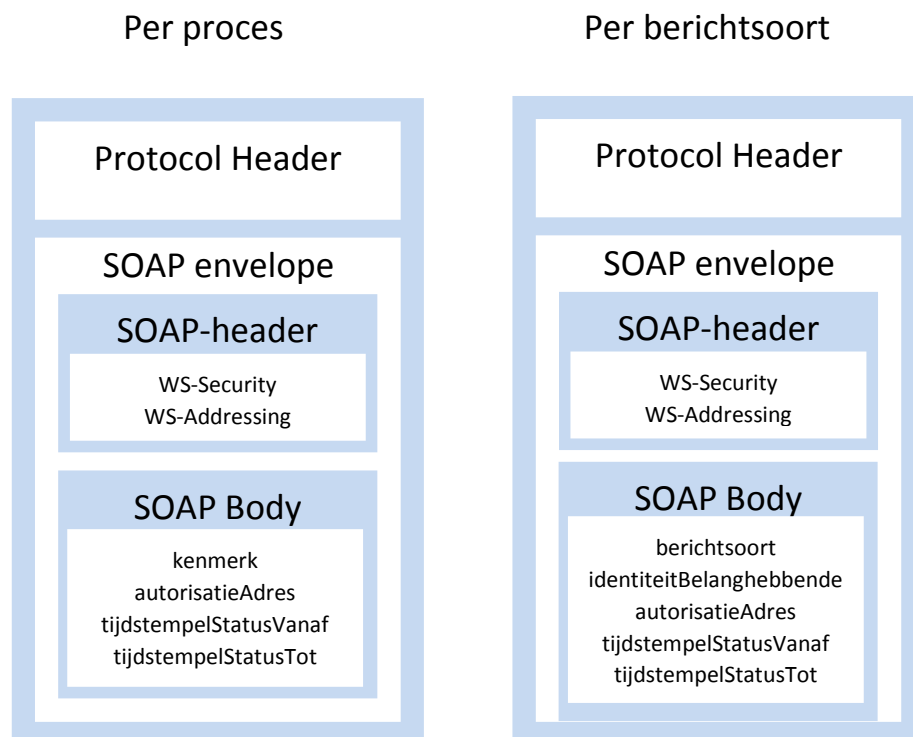 Per proces
Protocol Header
SOAP envelope
SOAP-header
WS-Security
WS-Addressing
SOAP Body
kenmerk
autorisatieAdres
tijdstempelStatusVanaf
tijdstempelStatusTot
Per berichtsoort
Protocol Header
SOAP envelope
SOAP-header
WS-Security
WS-Addressing
SOAP Body
berichtsoort
identiteitBelanghebbende
autorisatieAdres
tijdstempelStatusVanaf
tijdstempelStatusTot